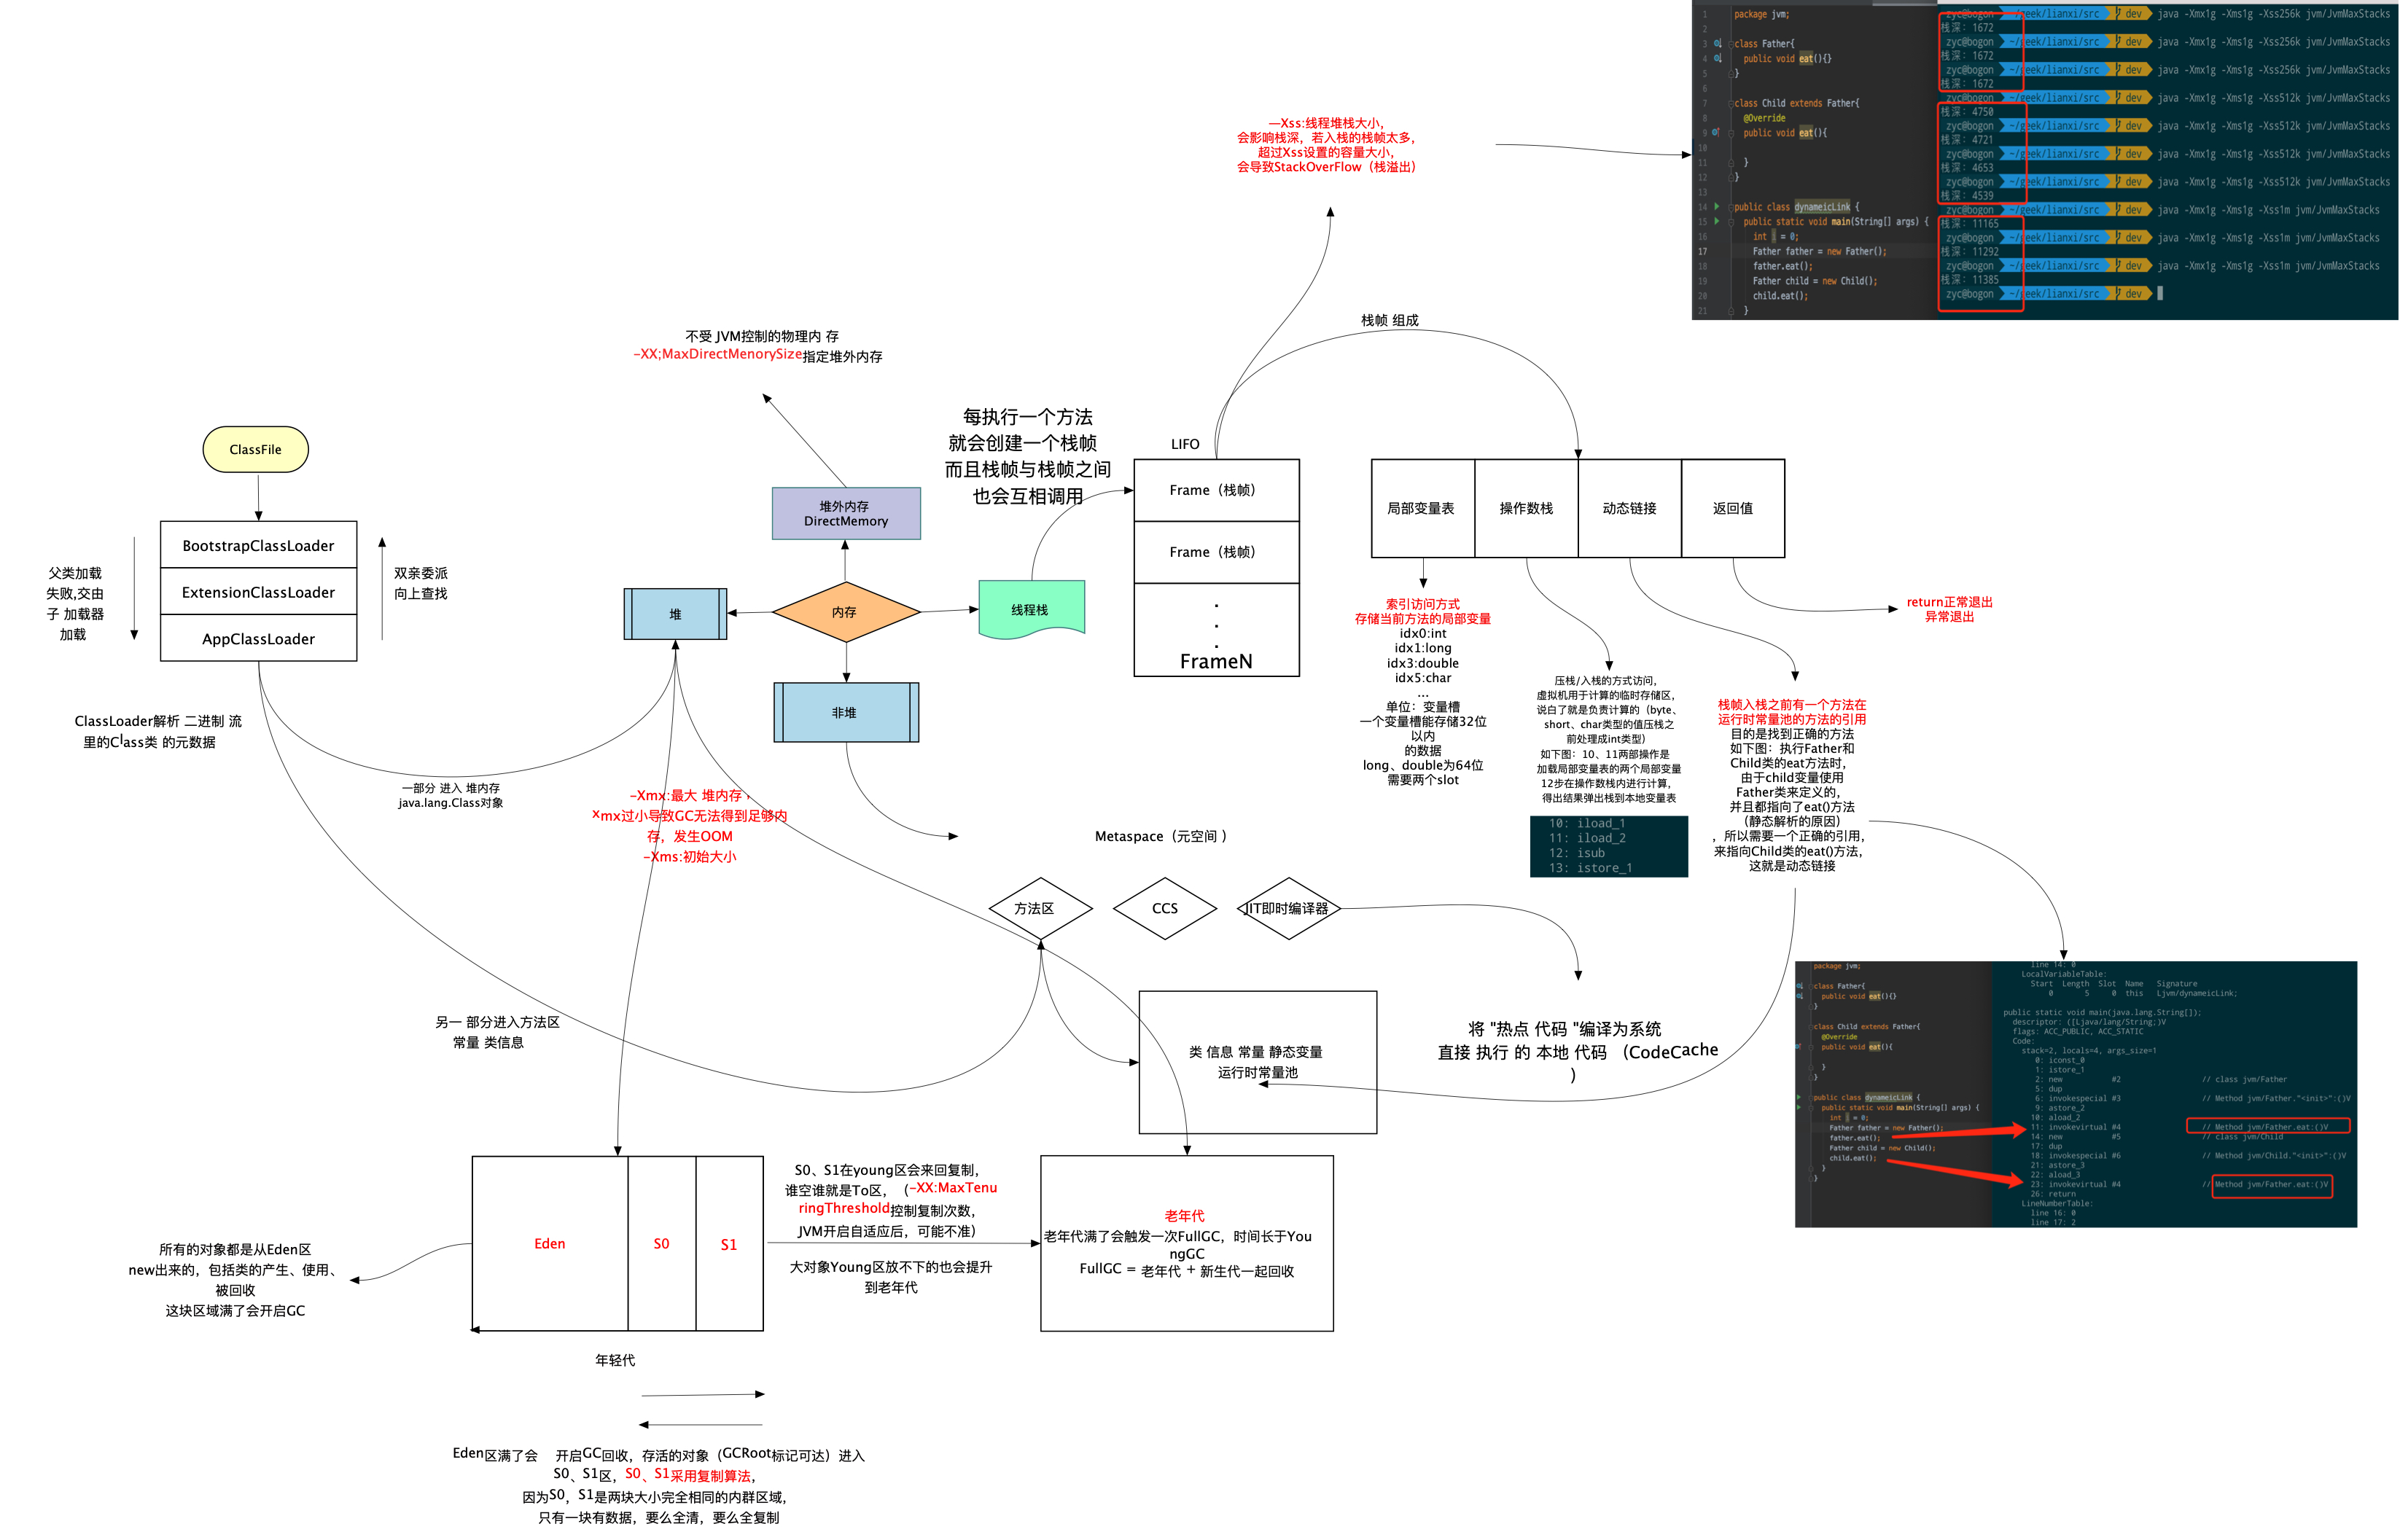 package jvm;
class Father{
public void eat(){}
}
class Child extends Father{
@Override
public void eat(){
}
}
public class dynameicLink {
public static void main(String[] args) {
int i = 0;
Father father = new Father();
father.eat();
Father child = new Child();
child.eat();
}
zyc@bogon ~/geek/lianxi/src dev java -Xmx1g -Xms1g -Xss256k jvm/JvmMaxStacks
栈深：1672
zyc@bogon ~/geek/lianxi/src dev java -Xmx1g -Xms1g -Xss256k jvm/JvmMaxStacks
栈深：1672
zyc@bogon ~/geek/lianxi/src dev java -Xmx1g -Xms1g -Xss256k jvm/JvmMaxStacks
栈深：1672
zyc@bogon ~/geek/lianxi/src dev java -Xmx1g -Xms1g -Xss512k jvm/JvmMaxStacks
栈深：4750
zyc@bogon ~/geek/lianxi/src dev java -Xmx1g -Xms1g -Xss512k jvm/JvmMaxStacks
栈深：4721
zyc@bogon ~/geek/lianxi/src dev java -Xmx1g -Xms1g -Xss512k jvm/JvmMaxStacks
栈深：4653
zyc@bogon ~/geek/lianxi/src dev java -Xmx1g -Xms1g -Xss512k jvm/JvmMaxStacks
栈深：4539
zyc@bogon ~/geek/lianxi/src dev java -Xmx1g -Xms1g -Xss1m jvm/JvmMaxStacks
栈深：11165
zyc@bogon ~/geek/lianxi/src dev java -Xmx1g -Xms1g -Xss1m jvm/JvmMaxStacks
栈深：11292
zyc@bogon ~/geek/lianxi/src dev java -Xmx1g -Xms1g -Xss1m jvm/JvmMaxStacks
栈深：11385
zyc@bogon ~/geek/lianxi/src dev
—Xss:线程堆栈大小，
会影响栈深，若入栈的栈帧太多，
超过Xss设置的容量大小，
会导致StackOverFlow（栈溢出）
栈帧 组成
不受 JVM控制的物理内 存
-XX;MaxDirectMenorySize指定堆外内存
每执行一个方法
就会创建一个栈帧
而且栈帧与栈帧之间
也会互相调用
LIFO
Frame（栈帧）
Frame（栈帧）
.
.
.
FrameN
局部变量表
操作数栈
动态链接
返回值
ClassFile
BootstrapClassLoader
ExtensionClassLoader
AppClassLoader
父类加载
失败,交由
子 加载器
加载
双亲委派
向上查找
堆外内存
DirectMemory
堆
内存
线程栈
非堆
ClassLoader解析 二进制 流
里的Class类 的元数据
一部分 进入 堆内存
java.lang.Class对象
-Xmx:最大 堆内存，
xmx过小导致GC无法得到足够内
存，发生OOM
-Xms:初始大小
索引访问方式
存储当前方法的局部变量
idx0:int
idx1:long
idx3:double
idx5:char
...
单位：变量槽
一个变量槽能存储32位
以内
的数据
long、double为64位
需要两个slot
压栈/入栈的方式访问，
虚拟机用于计算的临时存储区，
说白了就是负责计算的（byte、
short、char类型的值压栈之
前处理成int类型）
如下图：10、11两部操作是
加载局部变量表的两个局部变量
12步在操作数栈内进行计算，
得出结果弹出栈到本地变量表
10: iload_1
11: iload_2
12: isub
13: istore_1
return正常退出
异常退出
栈帧入栈之前有一个方法在
运行时常量池的方法的引用
目的是找到正确的方法
如下图：执行Father和
Child类的eat方法时，
由于child变量使用
Father类来定义的，
并且都指向了eat()方法
（静态解析的原因）
，所以需要一个正确的引用，
来指向Child类的eat()方法，
这就是动态链接
Metaspace（元空间 ）
方法区
CCS
JIT即时编译器
另一 部分进入方法区
常量 类信息
类 信息 常量 静态变量
运行时常量池
将 "热点 代码 "编译为系统
直接 执行 的 本地 代码 （CodeCache
）
package jvm;
class Father{
public void eat(){}
}
class Child extends Father{
@Override
public void eat(){
}
}
public class dynameicLink {
public static void main(String[] args) {
int i = 0;
Father father = new Father();
father.eat();
Father child = new Child();
child.eat();
}
}
line 14: 0
LocalVariableTable:
Start Length Slot Name Signature
0 5 0 this Ljvm/dynameicLink;
public static void main(java.lang.String[]);
descriptor: ([Ljava/lang/String;)V
flags: ACC_PUBLIC, ACC_STATIC
Code:
stack=2, locals=4, args_size=1
0: iconst_0
1: istore_1
2: new #2 // class jvm/Father
5: dup
6: invokespecial #3 // Method jvm/Father."<init>":()V
9: astore_2
10: aload_2
11: invokevirtual #4 // Method jvm/Father.eat:()V
14: new #5 // class jvm/Child
17: dup
18: invokespecial #6 // Method jvm/Child."<init>":()V
21: astore_3
22: aload_3
23: invokevirtual #4 // Method jvm/Father.eat:()V
26: return
LineNumberTable:
line 16: 0
line 17: 2
Eden
S0
S1
年轻代
所有的对象都是从Eden区
new出来的，包括类的产生、使用、
被回收
这块区域满了会开启GC
S0、S1在young区会来回复制，
谁空谁就是To区，（-XX:MaxTenu
ringThreshold控制复制次数，
JVM开启自适应后，可能不准）
大对象Young区放不下的也会提升
到老年代
老年代
老年代满了会触发一次FullGC，时间长于You
ngGC
FullGC = 老年代 + 新生代一起回收
Eden区满了会 开启GC回收，存活的对象（GCRoot标记可达）进入
S0、S1区，S0、S1采用复制算法，
因为S0，S1是两块大小完全相同的内群区域，
只有一块有数据，要么全清，要么全复制